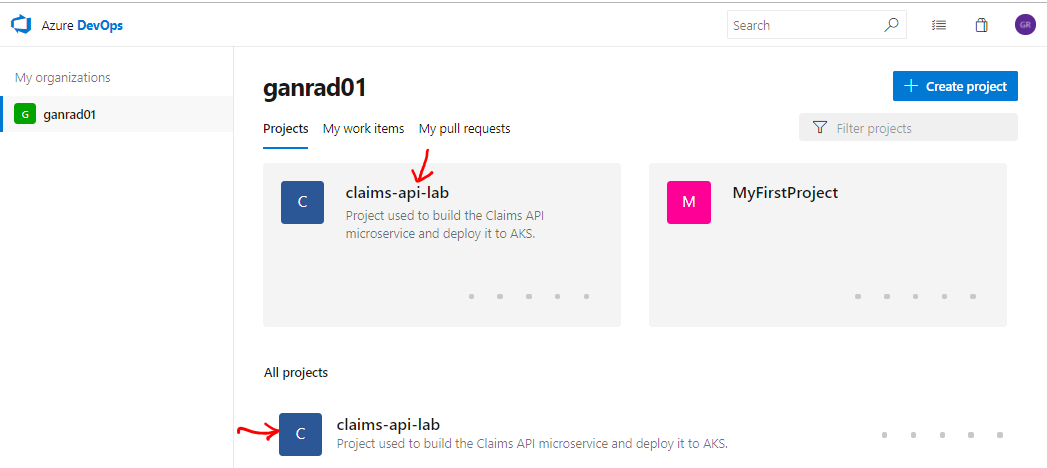 Azure DevOps
Search
GR
My organizations
G
ganrad01
ganrad01
Create project
Projects
My work items
My pull requests
Filter projects
C
claims-api-lab
Project used to build the Claims API
microservice and deploy it to AKS.
M
MyFirstProject
All projects
C
claims-api-lab
Project used to build the Claims API microservice and deploy it to AKS.